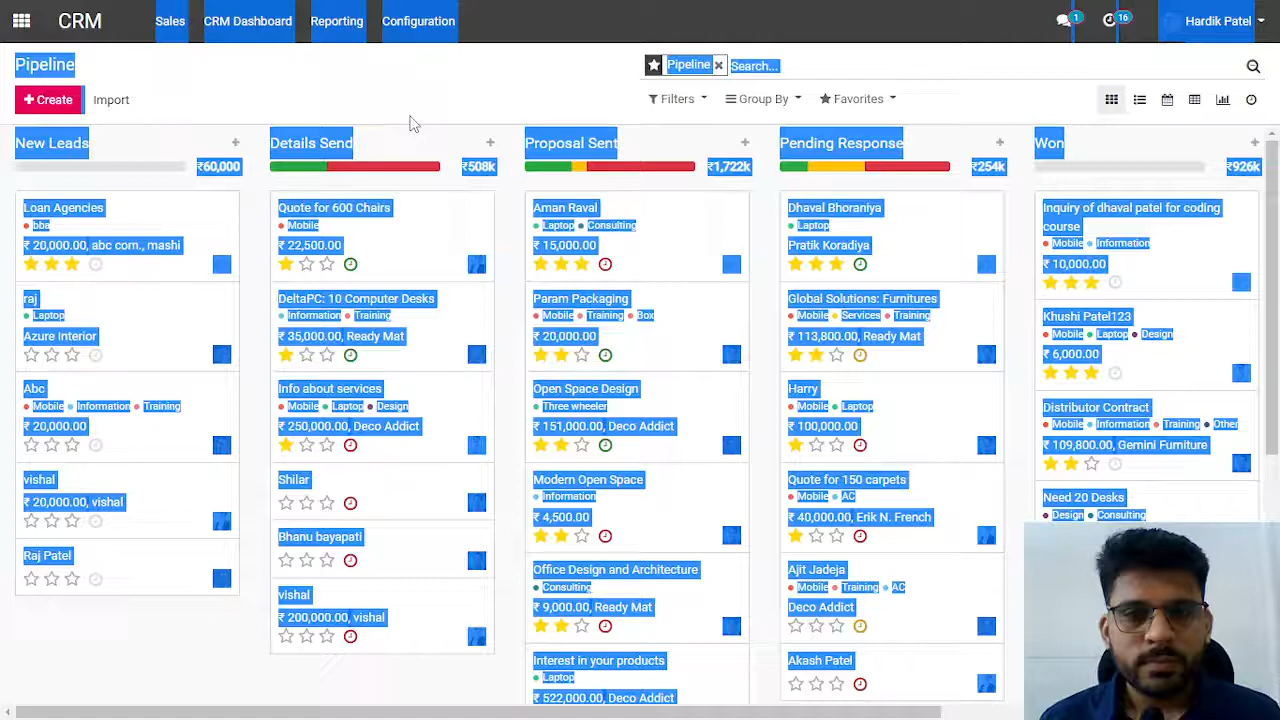 CRM Sales CRM Dashboard Reporting Configuration 1 16 Hardik Patel
Pipeline
Pipeline × Search...
+ Create Import
Filters Group By Favorites
New Leads +
₹60,000
Loan Agencies
bba
₹ 20,000.00, abc com., mashi
raj
Laptop
Azure Interior
Abc
Mobile Information Training
₹ 20,000.00
vishal
₹ 20,000.00, vishal
Raj Patel
Details Send +
₹508k
Quote for 600 Chairs
Mobile
₹ 22,500.00
DeltaPC: 10 Computer Desks
Information Training
₹ 35,000.00, Ready Mat
Info about services
Mobile Laptop Design
₹ 250,000.00, Deco Addict
Shilar
Bhanu bayapati
vishal
₹ 200,000.00, vishal
Proposal Sent +
₹1,722k
Aman Raval
Laptop Consulting
₹ 15,000.00
Param Packaging
Mobile Training Box
₹ 20,000.00
Open Space Design
Three wheeler
₹ 151,000.00, Deco Addict
Modern Open Space
Information
₹ 4,500.00
Office Design and Architecture
Consulting
₹ 9,000.00, Ready Mat
Interest in your products
Laptop
₹ 522,000.00, Deco Addict
Pending Response +
₹254k
Dhaval Bhoraniya
Laptop
Pratik Koradiya
Global Solutions: Furnitures
Mobile Services Training
₹ 113,800.00, Ready Mat
Harry
Mobile Laptop
₹ 100,000.00
Quote for 150 carpets
Mobile AC
₹ 40,000.00, Erik N. French
Ajit Jadeja
Mobile Training AC
Deco Addict
Akash Patel
Won +
₹926k
Inquiry of dhaval patel for coding
course
Mobile Information
₹ 10,000.00
Khushi Patel123
Mobile Laptop Design
₹ 6,000.00
Distributor Contract
Mobile Information Training Other
₹ 109,800.00, Gemini Furniture
Need 20 Desks
Design Consulting